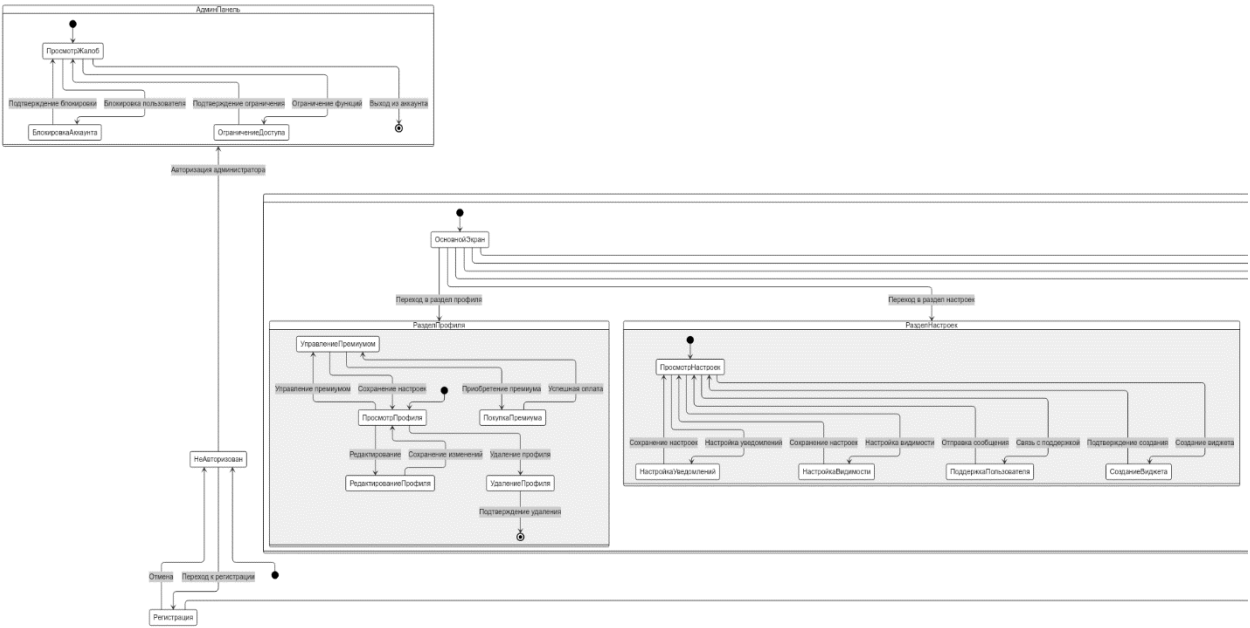 АдминПанель
ПросмотрЖалоб
Подтверждение блокировки
Блокировка пользователя
Подтверждение ограничения
Ограничение функций
Выход из аккаунта
БлокировкаАккаунта
ОграничениеДоступа
Авторизация администратора
ОсновнойЭкран
Переход в раздел профиля
Переход в раздел настроек
РазделПрофиля
РазделНастроек
УправлениеПремиумом
ПросмотрНастроек
Управление премиумом
Сохранение настроек
Приобретение премиума
Успешная оплата
ПросмотрПрофиля
ПокупкаПремиума
Сохранение настроек
Настройка уведомлений
Сохранение настроек
Настройка видимости
Отправка сообщения
Связь с поддержкой
Подтверждение создания
Создание виджета
Редактирование
Сохранение изменений
Удаление профиля
НеАвторизован
НастройкаУведомлений
НастройкаВидимости
ПоддержкаПользователя
СозданиеВиджета
РедактированиеПрофиля
УдалениеПрофиля
Подтверждение удаления
Отмена
Переход к регистрации
Регистрация